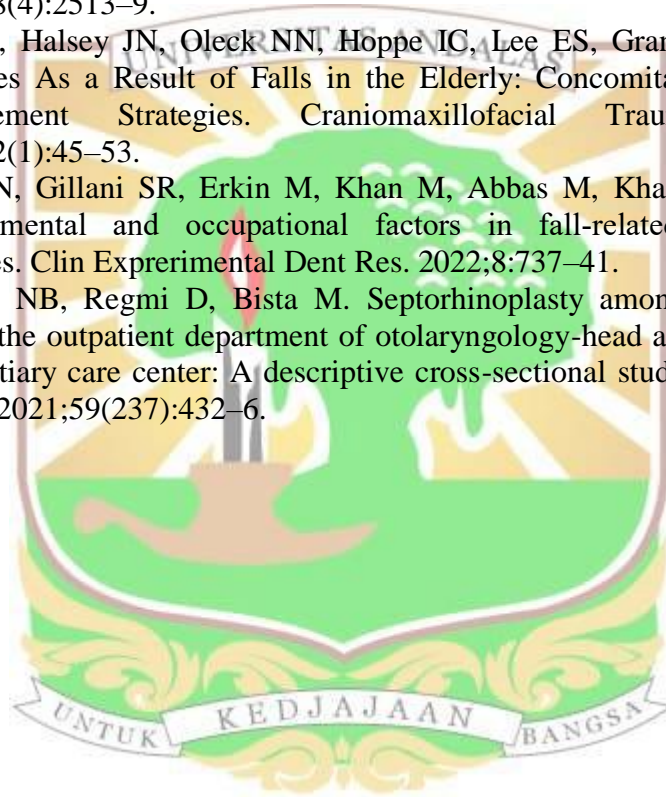 8(4):2513–9.
, Halsey JN, Oleck NN, Hoppe IC, Lee ES, Gran
es As a Result of Falls in the Elderly: Concomita
ement Strategies. Craniomaxillofacial Trau
2(1):45–53.
N, Gillani SR, Erkin M, Khan M, Abbas M, Kha
mental and occupational factors in fall-related
es. Clin Exprerimental Dent Res. 2022;8:737–41.
NB, Regmi D, Bista M. Septorhinoplasty amon
the outpatient department of otolaryngology-head a
tiary care center: A descriptive cross-sectional stud
2021;59(237):432–6.
UNIVERSITAS ANDALAS
UNTUK KEDJAJAAN BANGSA